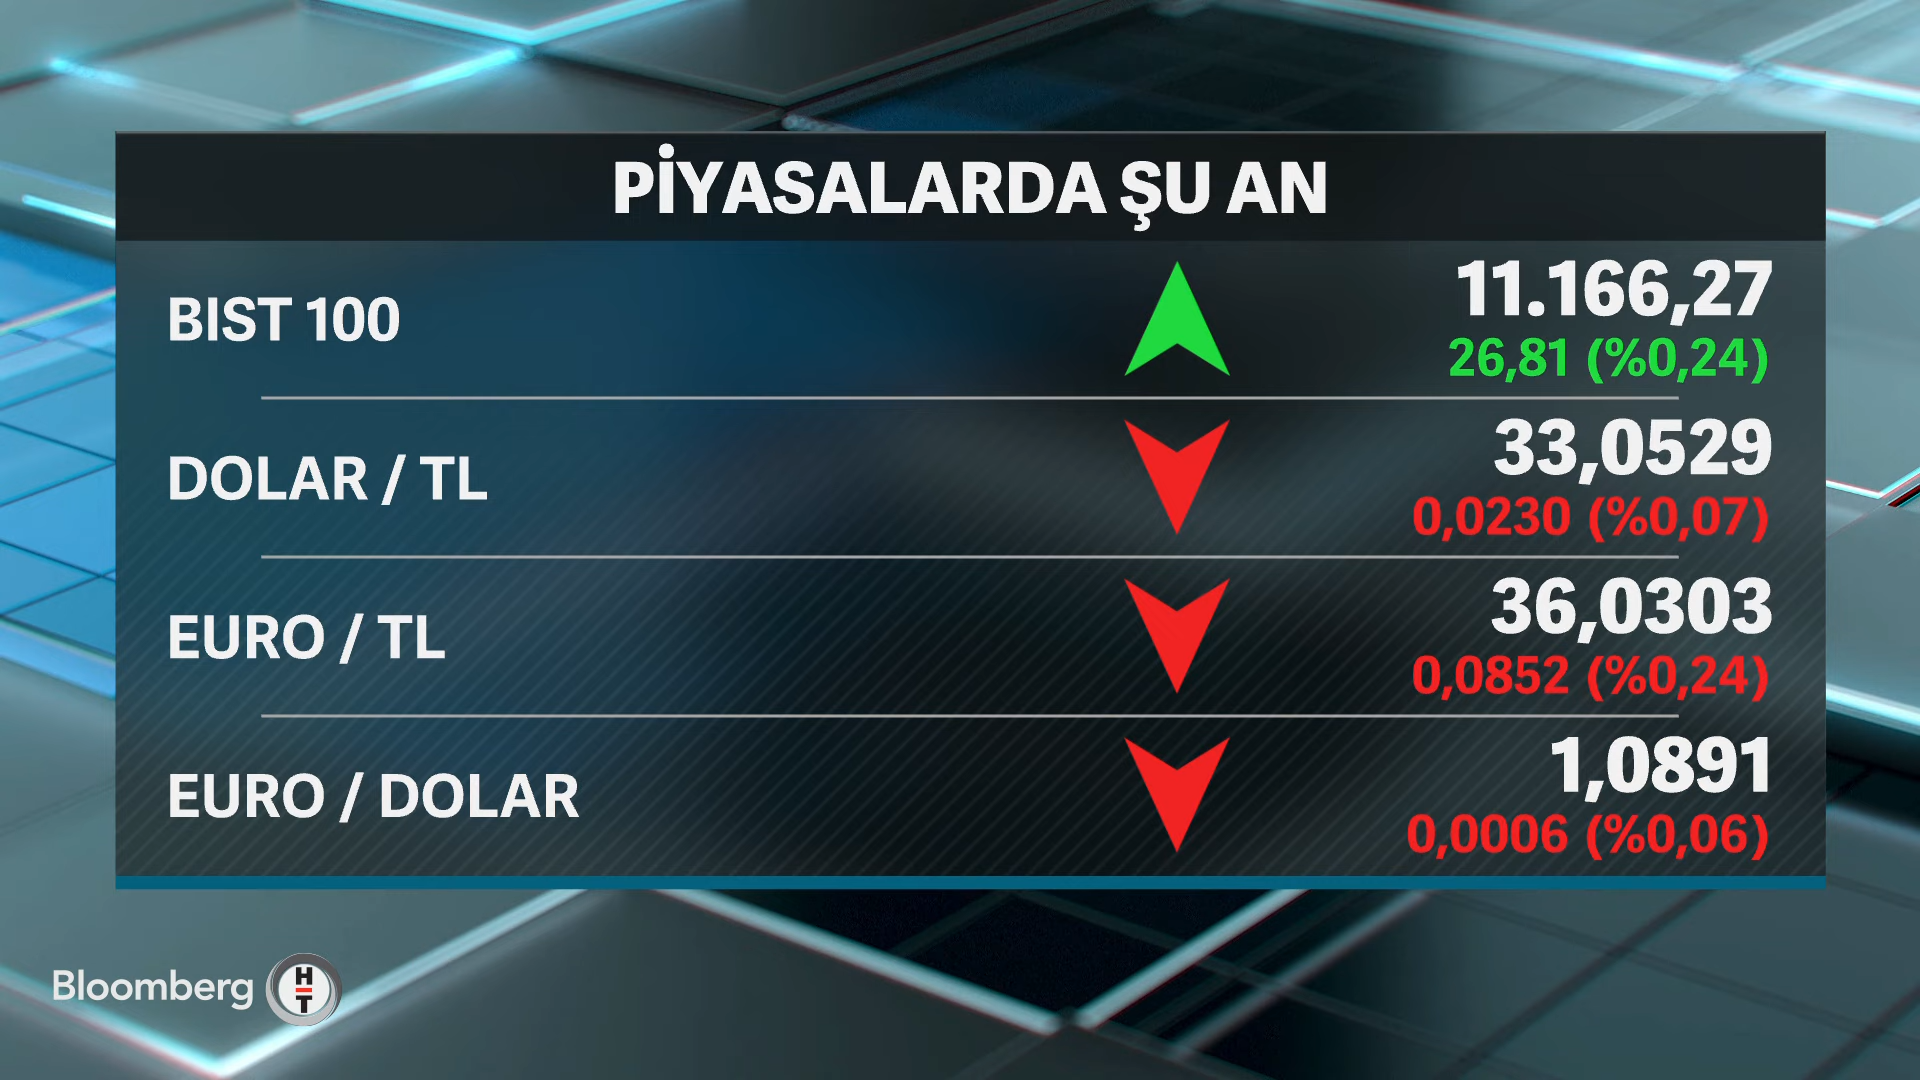 PİYASALARDA ŞU AN
BIST 100
11.166,27
26,81 (%0,24)
DOLAR / TL
33,0529
0,0230 (%0,07)
EURO / TL
36,0303
0,0852 (%0,24)
EURO / DOLAR
1,0891
0,0006 (%0,06)
Bloomberg HT